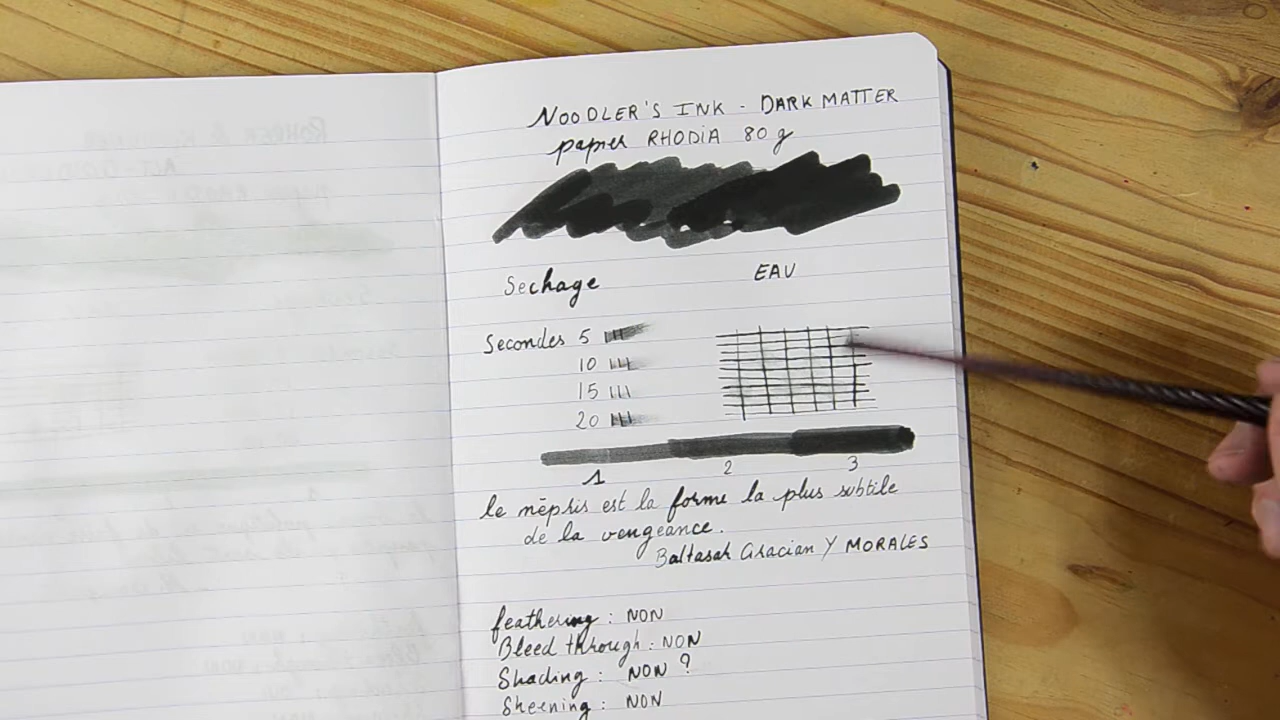 NOODLER'S INK - DARK MATTER
papier RHODIA 80 g
Sechage
EAU
Secondes 5
10
15
20
1 2 3
le mépris est la forme la plus subtile
de la vengeance.
Baltasar Gracian Y MORALES
feathering : NON
Bleed through : NON
Shading : NON ?
Sheening : NON